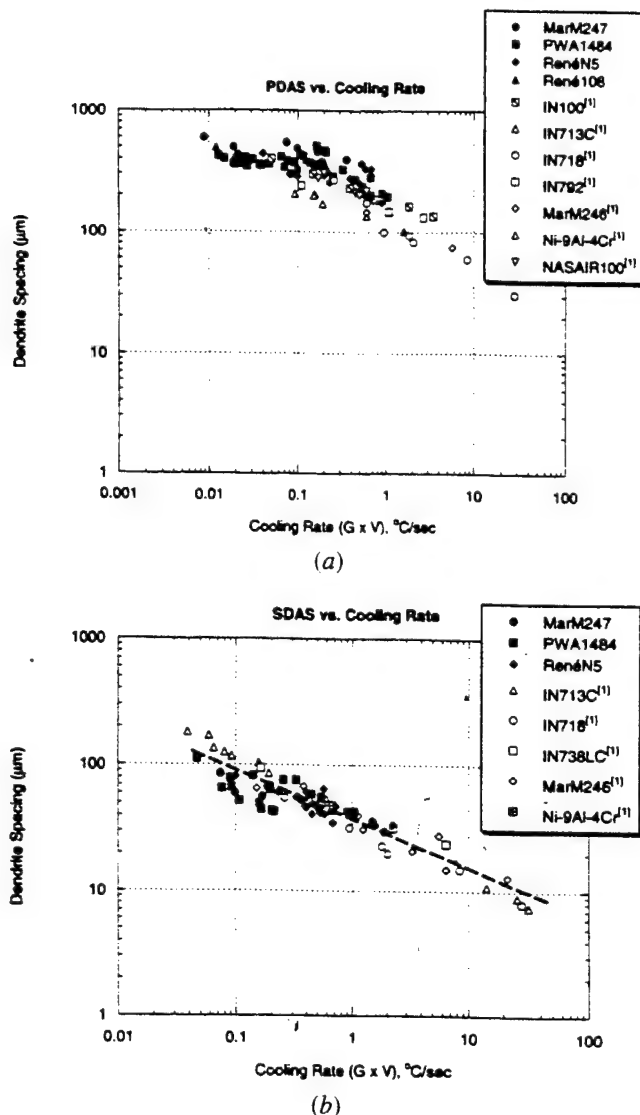 MarM247
PWA1484
RenéN5
René108
IN100[1]
IN713C[1]
IN718[1]
IN792[1]
MarM246[1]
Ni-9Al-4Cr[1]
NASAIR100[1]
PDAS vs. Cooling Rate
1000
100
10
1
Dendrite Spacing (µm)
0.001 0.01 0.1 1 10 100
Cooling Rate (G x V), °C/sec
(a)
SDAS vs. Cooling Rate
MarM247
PWA1484
RenéN5
IN713C[1]
IN718[1]
IN738LC[1]
MarM246[1]
Ni-9Al-4Cr[1]
1000
100
10
1
Dendrite Spacing (µm)
0.01 0.1 1 10 100
Cooling Rate (G x V), °C/sec
(b)